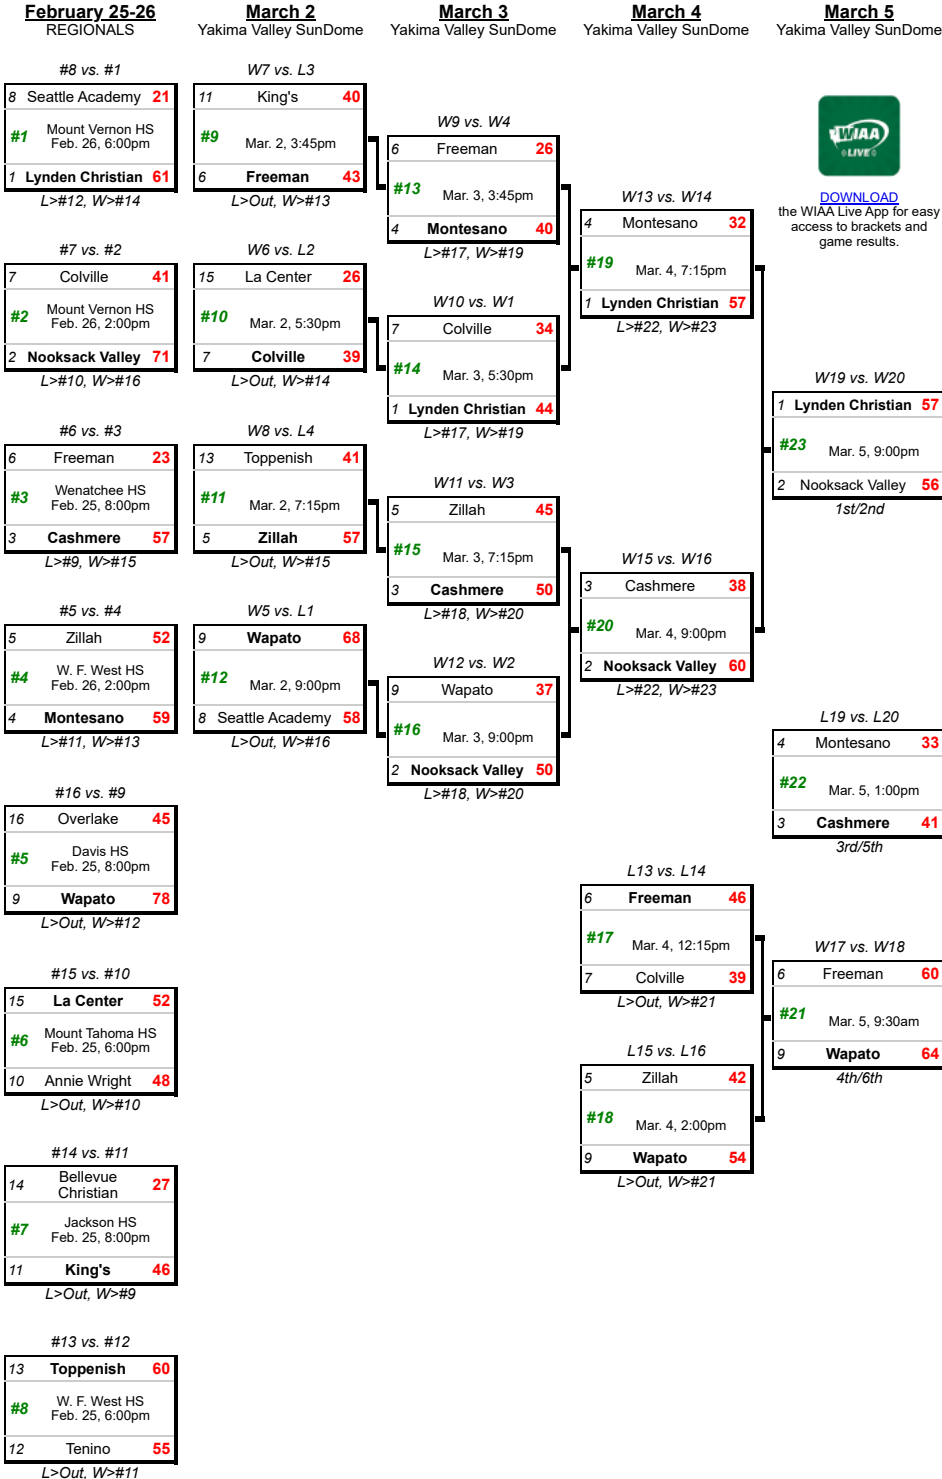 February 25-26
REGIONALS
#8 vs. #1
8 Seattle Academy 21
#1 Mount Vernon HS
Feb. 26, 6:00pm
1 Lynden Christian 61
L>#12, W>#14
#7 vs. #2
7 Colville 41
#2 Mount Vernon HS
Feb. 26, 2:00pm
2 Nooksack Valley 71
L>#10, W>#16
#6 vs. #3
6 Freeman 23
#3 Wenatchee HS
Feb. 25, 8:00pm
3 Cashmere 57
L>#9, W>#15
#5 vs. #4
5 Zillah 52
#4 W. F. West HS
Feb. 26, 2:00pm
4 Montesano 59
L>#11, W>#13
#16 vs. #9
16 Overlake 45
#5 Davis HS
Feb. 25, 8:00pm
9 Wapato 78
L>Out, W>#12
#15 vs. #10
15 La Center 52
#6 Mount Tahoma HS
Feb. 25, 6:00pm
10 Annie Wright 48
L>Out, W>#10
#14 vs. #11
14 Bellevue
Christian 27
#7 Jackson HS
Feb. 25, 8:00pm
11 King's 46
L>Out, W>#9
#13 vs. #12
13 Toppenish 60
#8 W. F. West HS
Feb. 25, 6:00pm
12 Tenino 55
L>Out, W>#11
March 2
Yakima Valley SunDome
W7 vs. L3
11 King's 40
#9 Mar. 2, 3:45pm
6 Freeman 43
L>Out, W>#13
W6 vs. L2
15 La Center 26
#10 Mar. 2, 5:30pm
7 Colville 39
L>Out, W>#14
W8 vs. L4
13 Toppenish 41
#11 Mar. 2, 7:15pm
5 Zillah 57
L>Out, W>#15
W5 vs. L1
9 Wapato 68
#12 Mar. 2, 9:00pm
8 Seattle Academy 58
L>Out, W>#16
March 3
Yakima Valley SunDome
W9 vs. W4
6 Freeman 26
#13 Mar. 3, 3:45pm
4 Montesano 40
L>#17, W>#19
W10 vs. W1
7 Colville 34
#14 Mar. 3, 5:30pm
1 Lynden Christian 44
L>#17, W>#19
W11 vs. W3
5 Zillah 45
#15 Mar. 3, 7:15pm
3 Cashmere 50
L>#18, W>#20
W12 vs. W2
9 Wapato 37
#16 Mar. 3, 9:00pm
2 Nooksack Valley 50
L>#18, W>#20
March 4
Yakima Valley SunDome
W13 vs. W14
4 Montesano 32
#19 Mar. 4, 7:15pm
1 Lynden Christian 57
L>#22, W>#23
W15 vs. W16
3 Cashmere 38
#20 Mar. 4, 9:00pm
2 Nooksack Valley 60
L>#22, W>#23
L13 vs. L14
6 Freeman 46
#17 Mar. 4, 12:15pm
7 Colville 39
L>Out, W>#21
L15 vs. L16
5 Zillah 42
#18 Mar. 4, 2:00pm
9 Wapato 54
L>Out, W>#21
March 5
Yakima Valley SunDome
WIAA
LIVE
DOWNLOAD
the WIAA Live App for easy
access to brackets and
game results.
W19 vs. W20
1 Lynden Christian 57
#23 Mar. 5, 9:00pm
2 Nooksack Valley 56
1st/2nd
L19 vs. L20
4 Montesano 33
#22 Mar. 5, 1:00pm
3 Cashmere 41
3rd/5th
W17 vs. W18
6 Freeman 60
#21 Mar. 5, 9:30am
9 Wapato 64
4th/6th